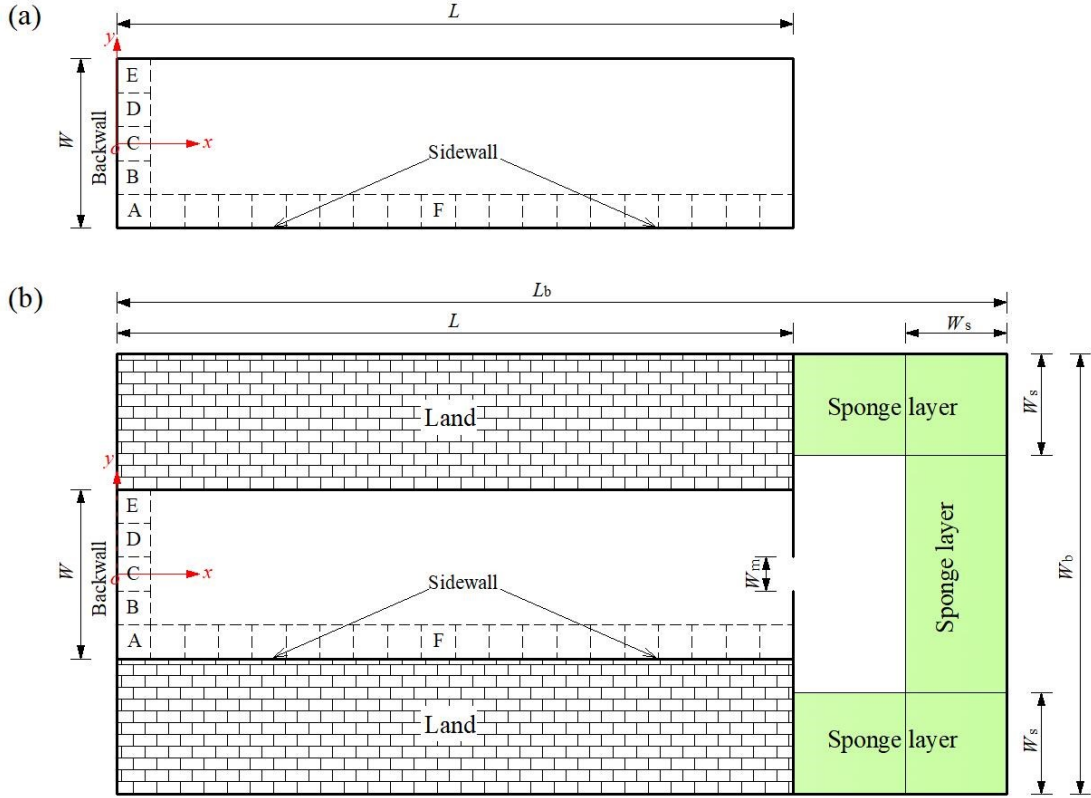 (a)
L
y
W
Backwall
E
D
C
B
A
o
x
Sidewall
F
(b)
Lb
L
Ws
Land
Sponge layer
Ws
y
W
Backwall
E
D
C
B
A
o
x
Sidewall
F
Wm
Sponge layer
Wb
Land
Sponge layer
Ws